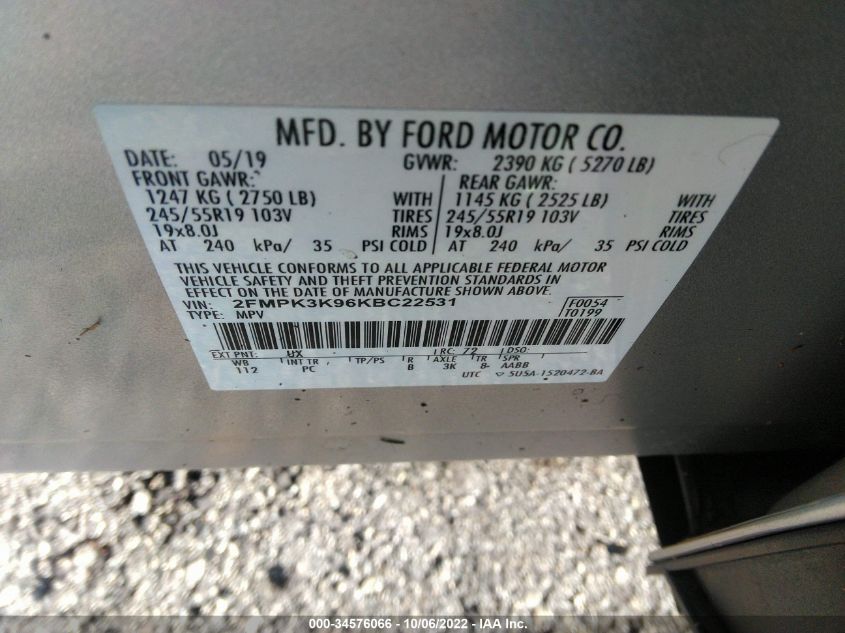 MFD. BY FORD MOTOR CO.
DATE: 05/19 GVWR: 2390 KG ( 5270 LB)
FRONT GAWR: REAR GAWR:
1247 KG ( 2750 LB) WITH 1145 KG ( 2525 LB) WITH
245/55R19 103V TIRES 245/55R19 103V TIRES
19x8.0J RIMS 19x8.0J RIMS
AT 240 kPa/ 35 PSI COLD AT 240 kPa/ 35 PSI COLD
THIS VEHICLE CONFORMS TO ALL APPLICABLE FEDERAL MOTOR
VEHICLE SAFETY AND THEFT PREVENTION STANDARDS IN
EFFECT ON THE DATE OF MANUFACTURE SHOWN ABOVE.
VIN: 2FMPK3K96KBC22531 F0054
TYPE: MPV T0199
EXT PNT: UX RC: 72 DSO:
WB INT TR TP/PS R AXLE TR SPR
112 PC B 3K 8- AABB
UTC 5U5A-1520472-BA
000-34576066 - 10/06/2022 - IAA Inc.